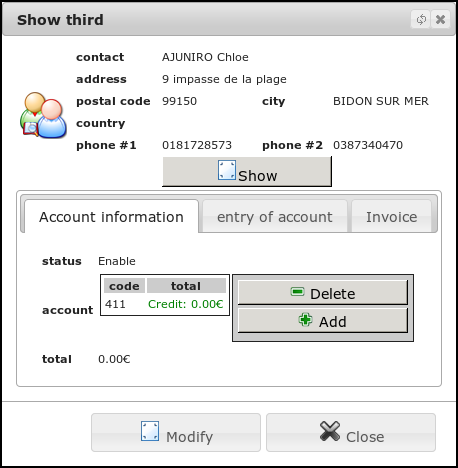 Show third
contact AJUNIRO Chloe
address 9 impasse de la plage
postal code 99150 city BIDON SUR MER
country
phone #1 0181728573 phone #2 0387340470
Show
Account information entry of account Invoice
status Enable
account
code total
411 Credit: 0.00€
Delete
Add
total 0.00€
Modify Close